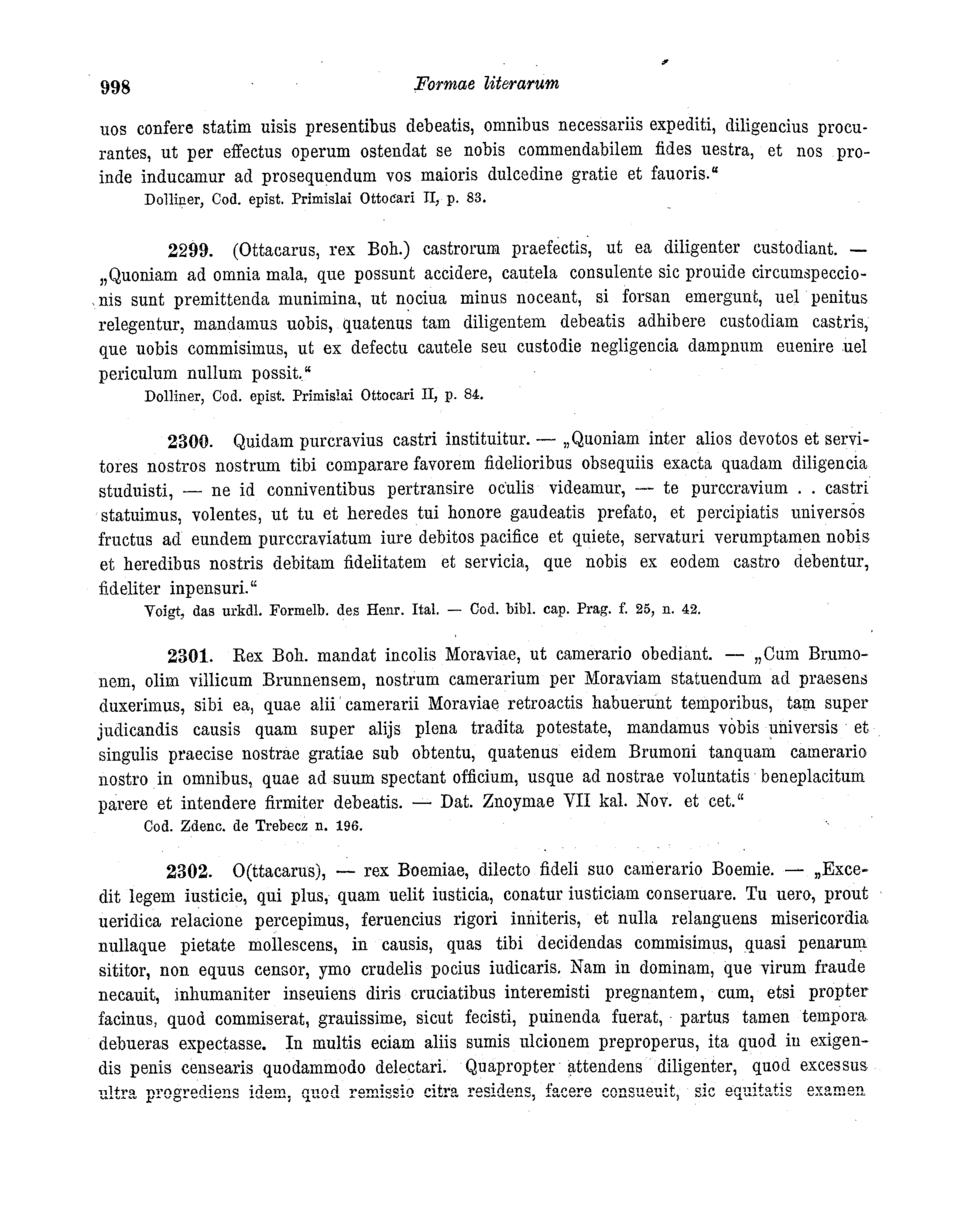 998 Formae literarum
uos confere statim uisis presentibus debeatis, omnibus necessariis expediti, diligencius procu-
rantes, ut per effectus operum ostendat se nobis commendabilem fides uestra, et nos pro-
inde inducamur ad prosequendum vos maioris dulcedine gratie et fauoris.“
Dolliner, Cod. epist. Primislai Ottocari II, p. 83.
2299. (Ottacarus, rex Boh.) castrorum praefectis, ut ea diligenter custodiant. —
„Quoniam ad omnia mala, que possunt accidere, cautela consulente sic prouide circumspeccio-
nis sunt premittenda munimina, ut nociua minus noceant, si forsan emergunt, uel penitus
relegentur, mandamus uobis, quatenus tam diligentem debeatis adhibere custodiam castris,
que uobis commisimus, ut ex defectu cautele seu custodie negligencia dampnum euenire uel
periculum nullum possit.“
Dolliner, Cod. epist. Primislai Ottocari II, p. 84.
2300. Quidam purcravius castri instituitur. — „Quoniam inter alios devotos et servi-
tores nostros nostrum tibi comparare favorem fidelioribus obsequiis exacta quadam diligencia
studuisti, — ne id conniventibus pertransire oculis videamur, — te purccravium . . castri
statuimus, volentes, ut tu et heredes tui honore gaudeatis prefato, et percipiatis universos
fructus ad eundem purccraviatum iure debitos pacifice et quiete, servaturi verumptamen nobis
et heredibus nostris debitam fidelitatem et servicia, que nobis ex eodem castro debentur,
fideliter inpensuri.“
Voigt, das urkdl. Formelb. des Henr. Ital. — Cod. bibl. cap. Prag. f. 25, n. 42.
2301. Rex Boh. mandat incolis Moraviae, ut camerario obediant. — „Cum Brumo-
nem, olim villicum Brunnensem, nostrum camerarium per Moraviam statuendum ad praesens
duxerimus, sibi ea, quae alii camerarii Moraviae retroactis habuerunt temporibus, tam super
judicandis causis quam super alijs plena tradita potestate, mandamus vobis universis et
singulis praecise nostrae gratiae sub obtentu, quatenus eidem Brumoni tanquam camerario
nostro in omnibus, quae ad suum spectant officium, usque ad nostrae voluntatis beneplacitum
parere et intendere firmiter debeatis. — Dat. Znoymae VII kal. Nov. et cet.“
Cod. Zdenc. de Trebecz n. 196.
2302. O(ttacarus), — rex Boemiae, dilecto fideli suo camerario Boemie. — „Exce-
dit legem iusticie, qui plus, quam uelit iusticia, conatur iusticiam conseruare. Tu uero, prout
ueridica relacione percepimus, feruencius rigori inniteris, et nulla relanguens misericordia
nullaque pietate mollescens, in causis, quas tibi decidendas commisimus, quasi penarum
sititor, non equus censor, ymo crudelis pocius iudicaris. Nam in dominam, que virum fraude
necauit, inhumaniter inseuiens diris cruciatibus interemisti pregnantem, cum, etsi propter
facinus, quod commiserat, grauissime, sicut fecisti, puinenda fuerat, partus tamen tempora
debueras expectasse. In multis eciam aliis sumis ulcionem preproperus, ita quod in exigen-
dis penis censearis quodammodo delectari. Quapropter attendens diligenter, quod excessus
ultra progrediens idem, quod remissio citra residens, facere consueuit, sic equitatis examen